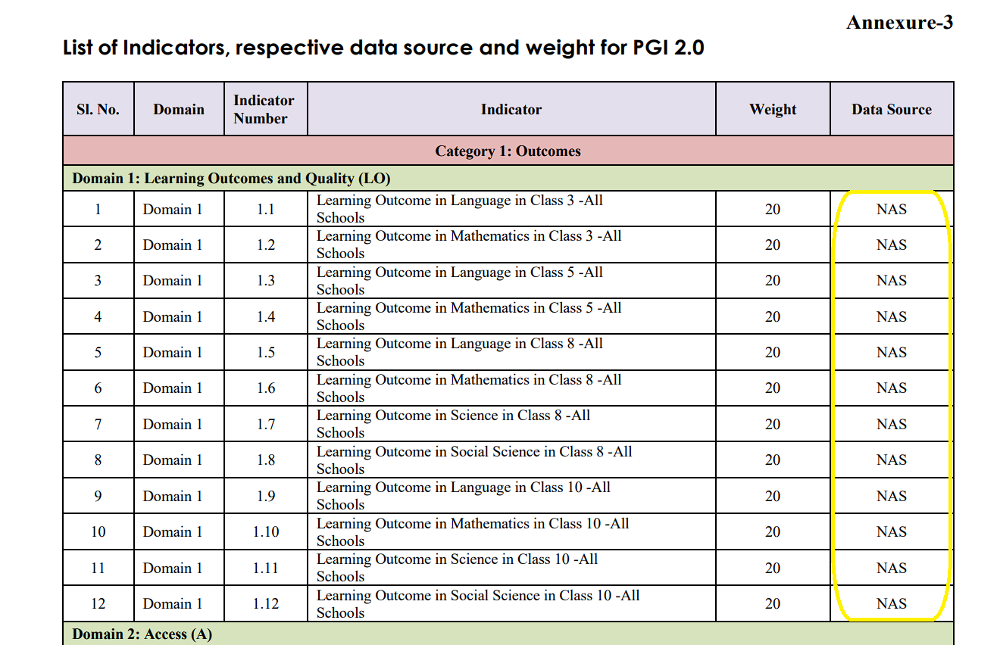 Annexure-3
List of Indicators, respective data source and weight for PGI 2.0
Sl. No. Domain Indicator Number Indicator Weight Data Source
Category 1: Outcomes
Domain 1: Learning Outcomes and Quality (LO)
1 Domain 1 1.1 Learning Outcome in Language in Class 3 -All Schools 20 NAS
2 Domain 1 1.2 Learning Outcome in Mathematics in Class 3 -All Schools 20 NAS
3 Domain 1 1.3 Learning Outcome in Language in Class 5 -All Schools 20 NAS
4 Domain 1 1.4 Learning Outcome in Mathematics in Class 5 -All Schools 20 NAS
5 Domain 1 1.5 Learning Outcome in Language in Class 8 -All Schools 20 NAS
6 Domain 1 1.6 Learning Outcome in Mathematics in Class 8 -All Schools 20 NAS
7 Domain 1 1.7 Learning Outcome in Science in Class 8 -All Schools 20 NAS
8 Domain 1 1.8 Learning Outcome in Social Science in Class 8 -All Schools 20 NAS
9 Domain 1 1.9 Learning Outcome in Language in Class 10 -All Schools 20 NAS
10 Domain 1 1.10 Learning Outcome in Mathematics in Class 10 -All Schools 20 NAS
11 Domain 1 1.11 Learning Outcome in Science in Class 10 -All Schools 20 NAS
12 Domain 1 1.12 Learning Outcome in Social Science in Class 10 -All Schools 20 NAS
Domain 2: Access (A)